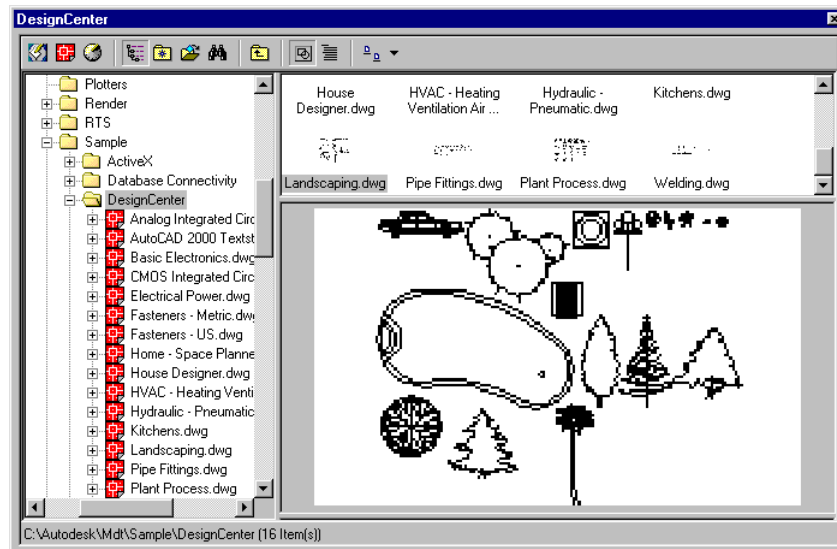 DesignCenter
Plotters
Render
RTS
Sample
ActiveX
Database Connectivity
DesignCenter
Analog Integrated Circ
AutoCAD 2000 Textst
Basic Electronics.dwg
CMOS Integrated Circ
Electrical Power.dwg
Fasteners - Metric.dw
Fasteners - US.dwg
Home - Space Planne
House Designer.dwg
HVAC - Heating Venti
Hydraulic - Pneumatic
Kitchens.dwg
Landscaping.dwg
Pipe Fittings.dwg
Plant Process.dwg
House Designer.dwg
HVAC - Heating Ventilation Air ...
Hydraulic - Pneumatic.dwg
Kitchens.dwg
Landscaping.dwg
Pipe Fittings.dwg
Plant Process.dwg
Welding.dwg
C:\Autodesk\Mdt\Sample\DesignCenter (16 Item(s))